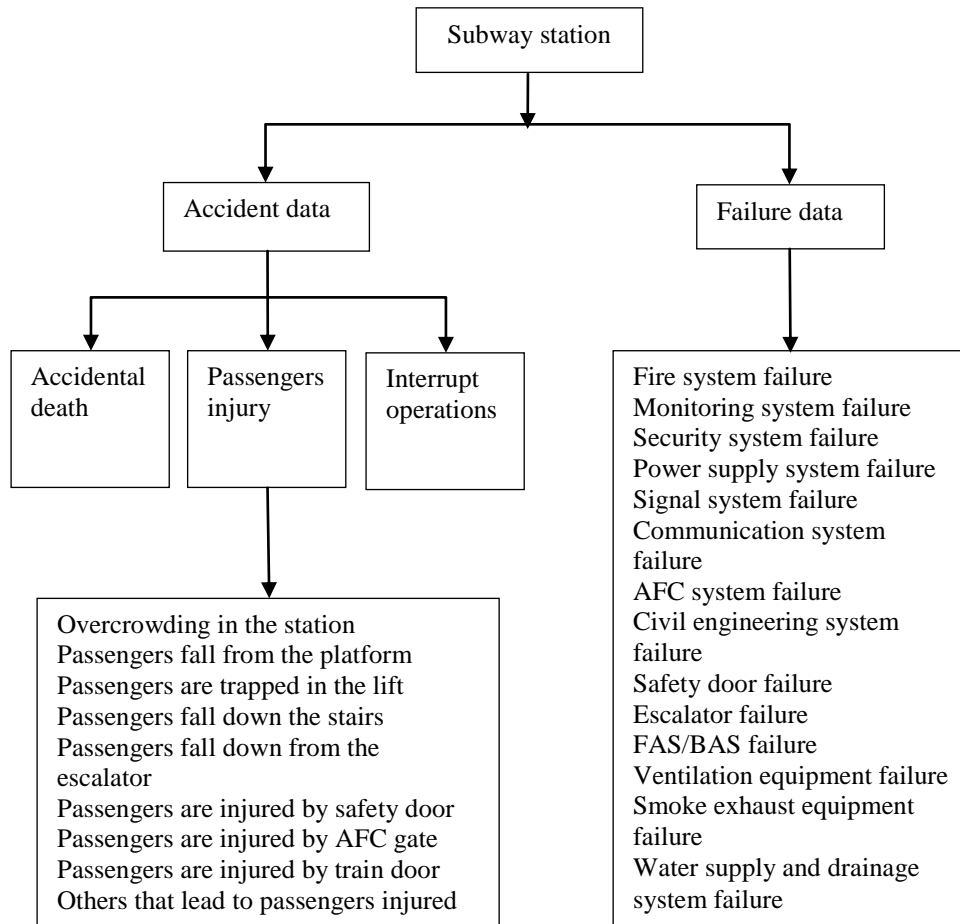 Subway station
Accident data
Failure data
Accidental
death
Passengers
injury
Interrupt
operations
Overcrowding in the station
Passengers fall from the platform
Passengers are trapped in the lift
Passengers fall down the stairs
Passengers fall down from the
escalator
Passengers are injured by safety door
Passengers are injured by AFC gate
Passengers are injured by train door
Others that lead to passengers injured
Fire system failure
Monitoring system failure
Security system failure
Power supply system failure
Signal system failure
Communication system
failure
AFC system failure
Civil engineering system
failure
Safety door failure
Escalator failure
FAS/BAS failure
Ventilation equipment failure
Smoke exhaust equipment
failure
Water supply and drainage
system failure